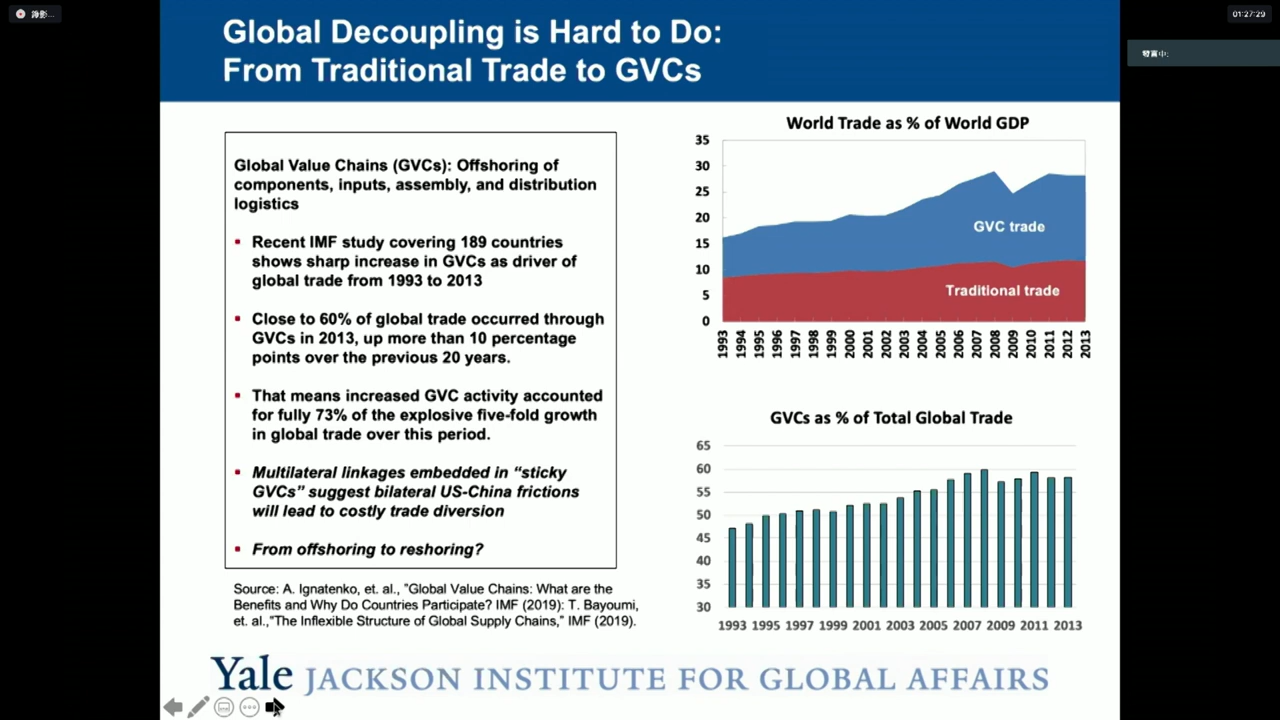 錄影...
01:27:29
發言中:
Global Decoupling is Hard to Do:
From Traditional Trade to GVCs
Global Value Chains (GVCs): Offshoring of
components, inputs, assembly, and distribution
logistics
▪ Recent IMF study covering 189 countries
shows sharp increase in GVCs as driver of
global trade from 1993 to 2013
▪ Close to 60% of global trade occurred through
GVCs in 2013, up more than 10 percentage
points over the previous 20 years.
▪ That means increased GVC activity accounted
for fully 73% of the explosive five-fold growth
in global trade over this period.
▪ Multilateral linkages embedded in “sticky
GVCs” suggest bilateral US-China frictions
will lead to costly trade diversion
▪ From offshoring to reshoring?
Source: A. Ignatenko, et. al., "Global Value Chains: What are the
Benefits and Why Do Countries Participate? IMF (2019): T. Bayoumi,
et. al.,"The Inflexible Structure of Global Supply Chains," IMF (2019).
World Trade as % of World GDP
35
30
25
20
15
10
5
0
GVC trade
Traditional trade
1993 1994 1995 1996 1997 1998 1999 2000 2001 2002 2003 2004 2005 2006 2007 2008 2009 2010 2011 2012 2013
GVCs as % of Total Global Trade
65
60
55
50
45
40
35
30
1993 1995 1997 1999 2001 2003 2005 2007 2009 2011 2013
Yale JACKSON INSTITUTE FOR GLOBAL AFFAIRS